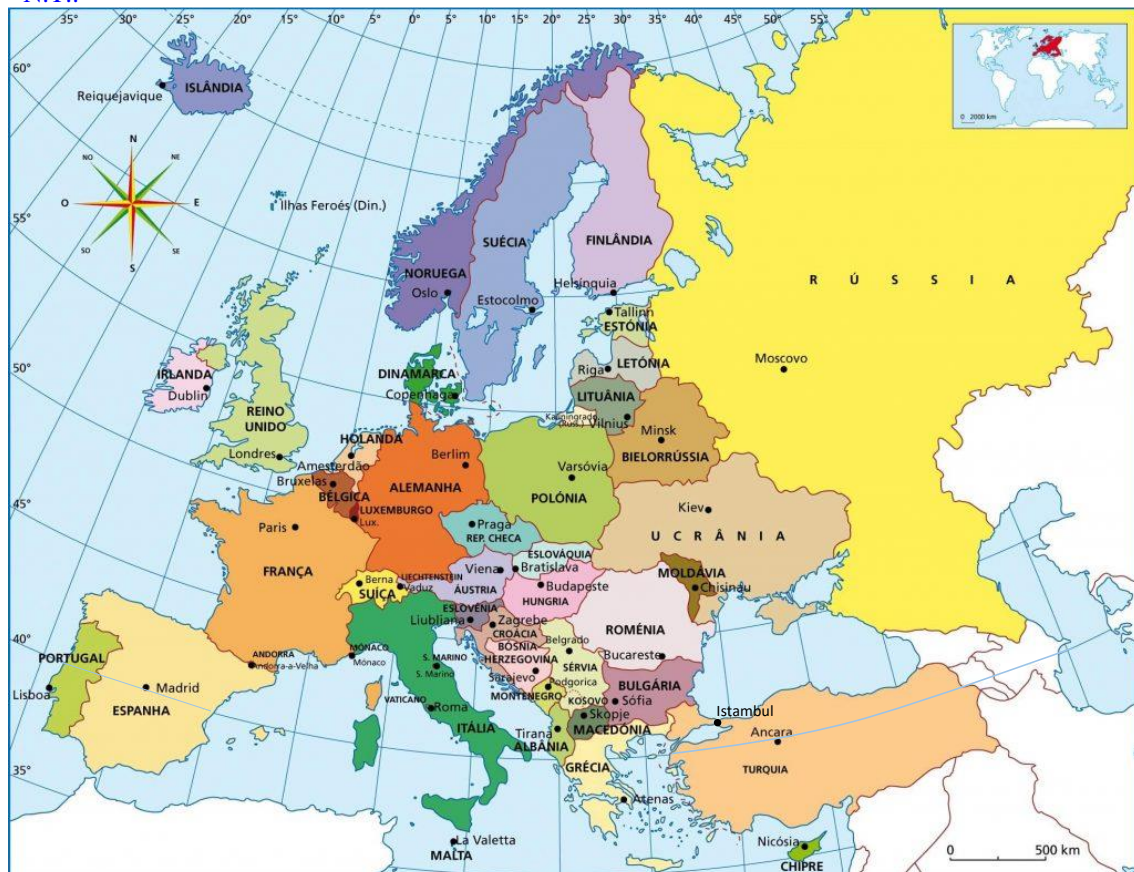 20° 15° 10° 5° 0° 5° 10° 15° 20° 25° 30° 35° 40° 45° 50° 55°
60°
Reiquejavique
ISLÂNDIA
0 2000 km
N
NO
NE
O
E
SO
SE
S
55°
Ilhas Feroés (Din.)
SUÉCIA
FINLÂNDIA
NORUEGA
Oslo
Helsínquia
Estocolmo
Tallinn
ESTÓNIA
RÚSSIA
50°
IRLANDA
Dublin
DINAMARCA
Copenhaga
LETÓNIA
Riga
Moscovo
LITUÂNIA
Vilnius
REINO
UNIDO
Londres
HOLANDA
Amesterdão
Berlim
Minsk
BIELORRÚSSIA
Varsóvia
POLÓNIA
45°
Bruxelas
BÉLGICA
ALEMANHA
LUXEMBURGO
Lux.
Paris
Praga
REP. CHECA
Kiev
UCRÂNIA
FRANÇA
ESLOVÁQUIA
Bratislava
Viena
ÁUSTRIA
LIECHTENSTEIN
Vaduz
Berna
SUÍÇA
Budapeste
HUNGRIA
MOLDÁVIA
Chisinau
40°
ESLOVÉNIA
Liubliana
Zagrebe
CROÁCIA
ROMÉNIA
Bucareste
BÓSNIA
HERZEGOVINA
Sarajevo
Belgrado
SÉRVIA
PORTUGAL
Lisboa
Madrid
ESPANHA
ANDORRA
Andorra-a-Velha
MÓNACO
Mónaco
S. MARINO
S. Marino
MONTENEGRO
Podgorica
KOSOVO
BULGÁRIA
Sófia
VATICANO
Roma
ITÁLIA
Skopje
MACEDÓNIA
Tirana
ALBÂNIA
Istambul
Ancara
TURQUIA
35°
GRÉCIA
Atenas
La Valetta
MALTA
Nicósia
CHIPRE
0 500 km